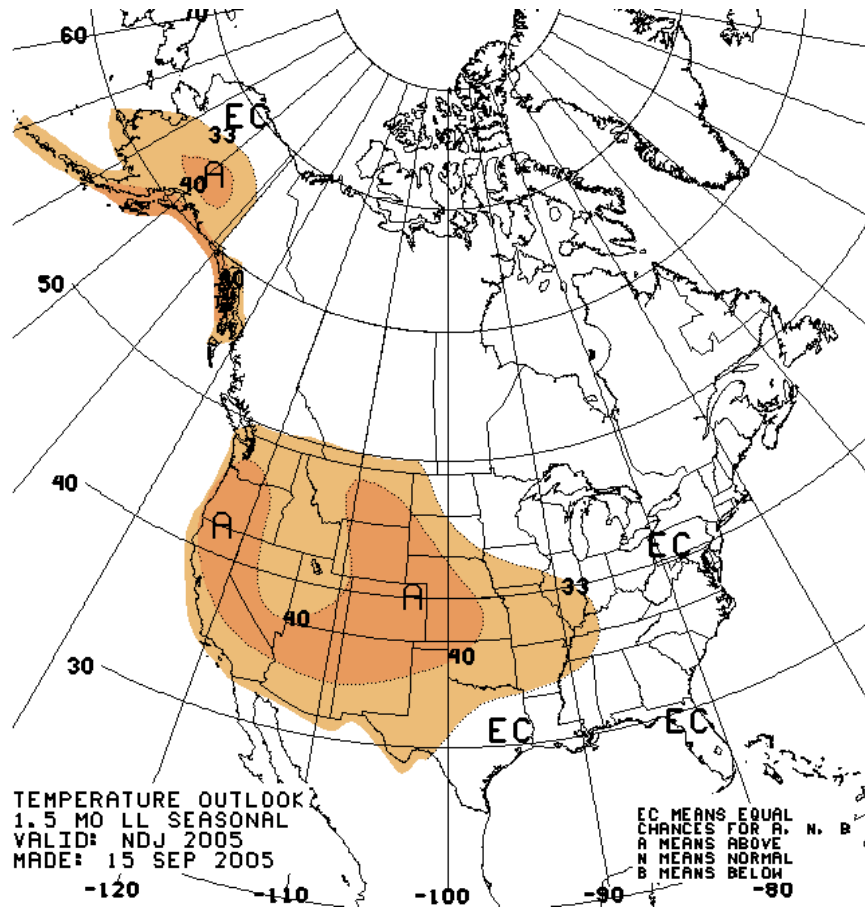 70
60
EC
33
A
40
40
50
40
A
EC
33
A
40
40
30
EC
EC
TEMPERATURE OUTLOOK
1.5 MO LL SEASONAL
VALID: NDJ 2005
MADE: 15 SEP 2005
EC MEANS EQUAL
CHANCES FOR A, N, B
A MEANS ABOVE
N MEANS NORMAL
B MEANS BELOW
-120
-110
-100
-90
-80